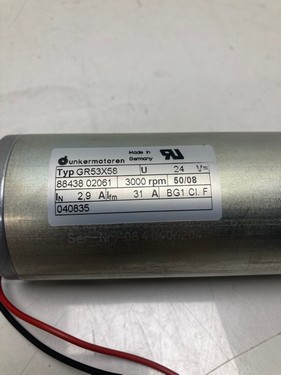 dunkermotoren Made in Germany
Typ GR53X58 U 24 V=
88438 02061 3000 rpm 50/08
IN 2,9 A Ifm 31 A BG1 Cl. F
040835